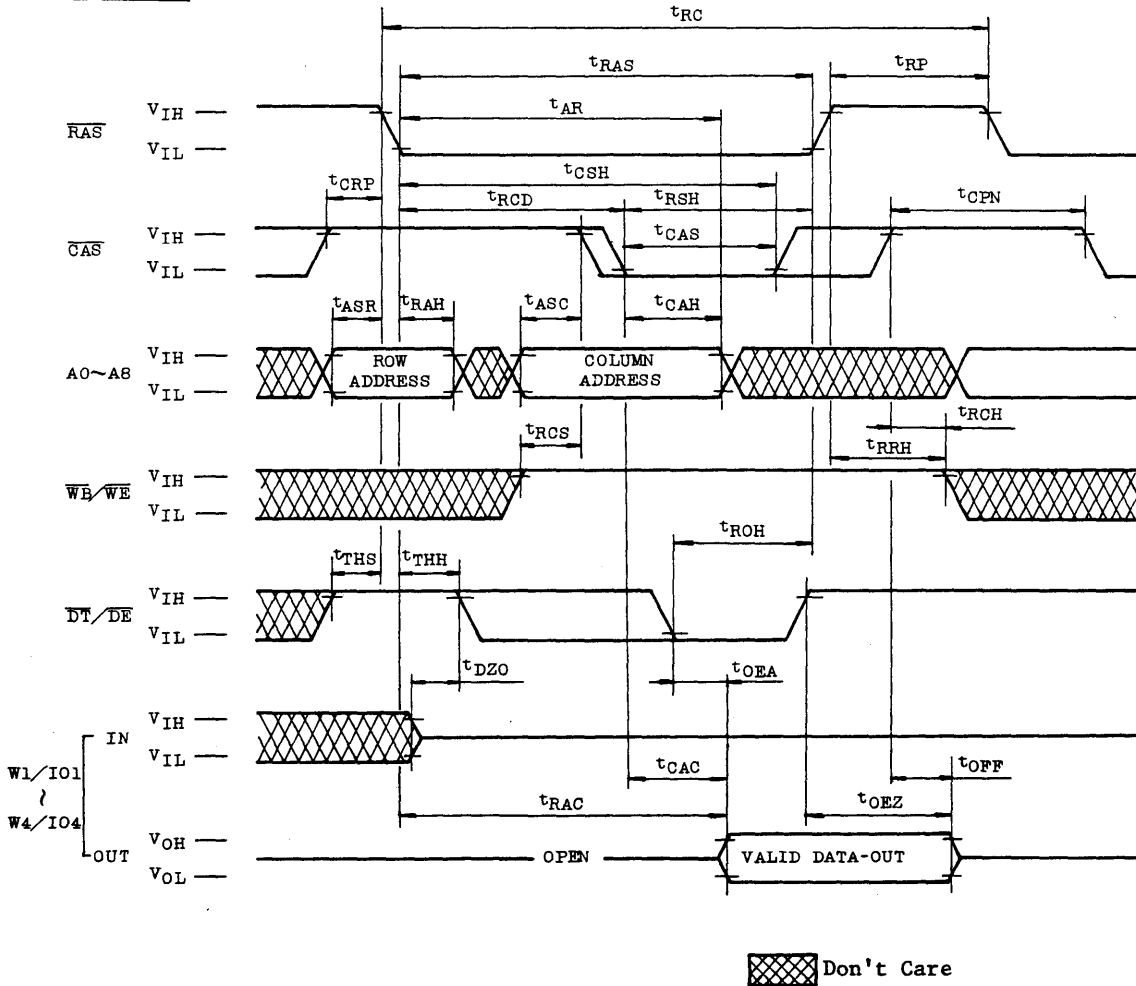 tRC
tRAS
tRP
tAR
RAS
VIH
VIL
tCSH
tCRP
tRCD
tRSH
tCPN
CAS
VIH
VIL
tCAS
tASR
tRAH
tASC
tCAH
A0~A8
VIH
VIL
ROW
ADDRESS
COLUMN
ADDRESS
tRCH
tRCS
tRRH
WB/WE
VIH
VIL
tROH
tTHS
tTHH
DT/OE
VIH
VIL
tDZO
tOEA
W1/IO1
~
W4/IO4
IN
VIH
VIL
tCAC
tOFF
tRAC
tOEZ
OUT
VOH
VOL
OPEN
VALID DATA-OUT
Don't Care